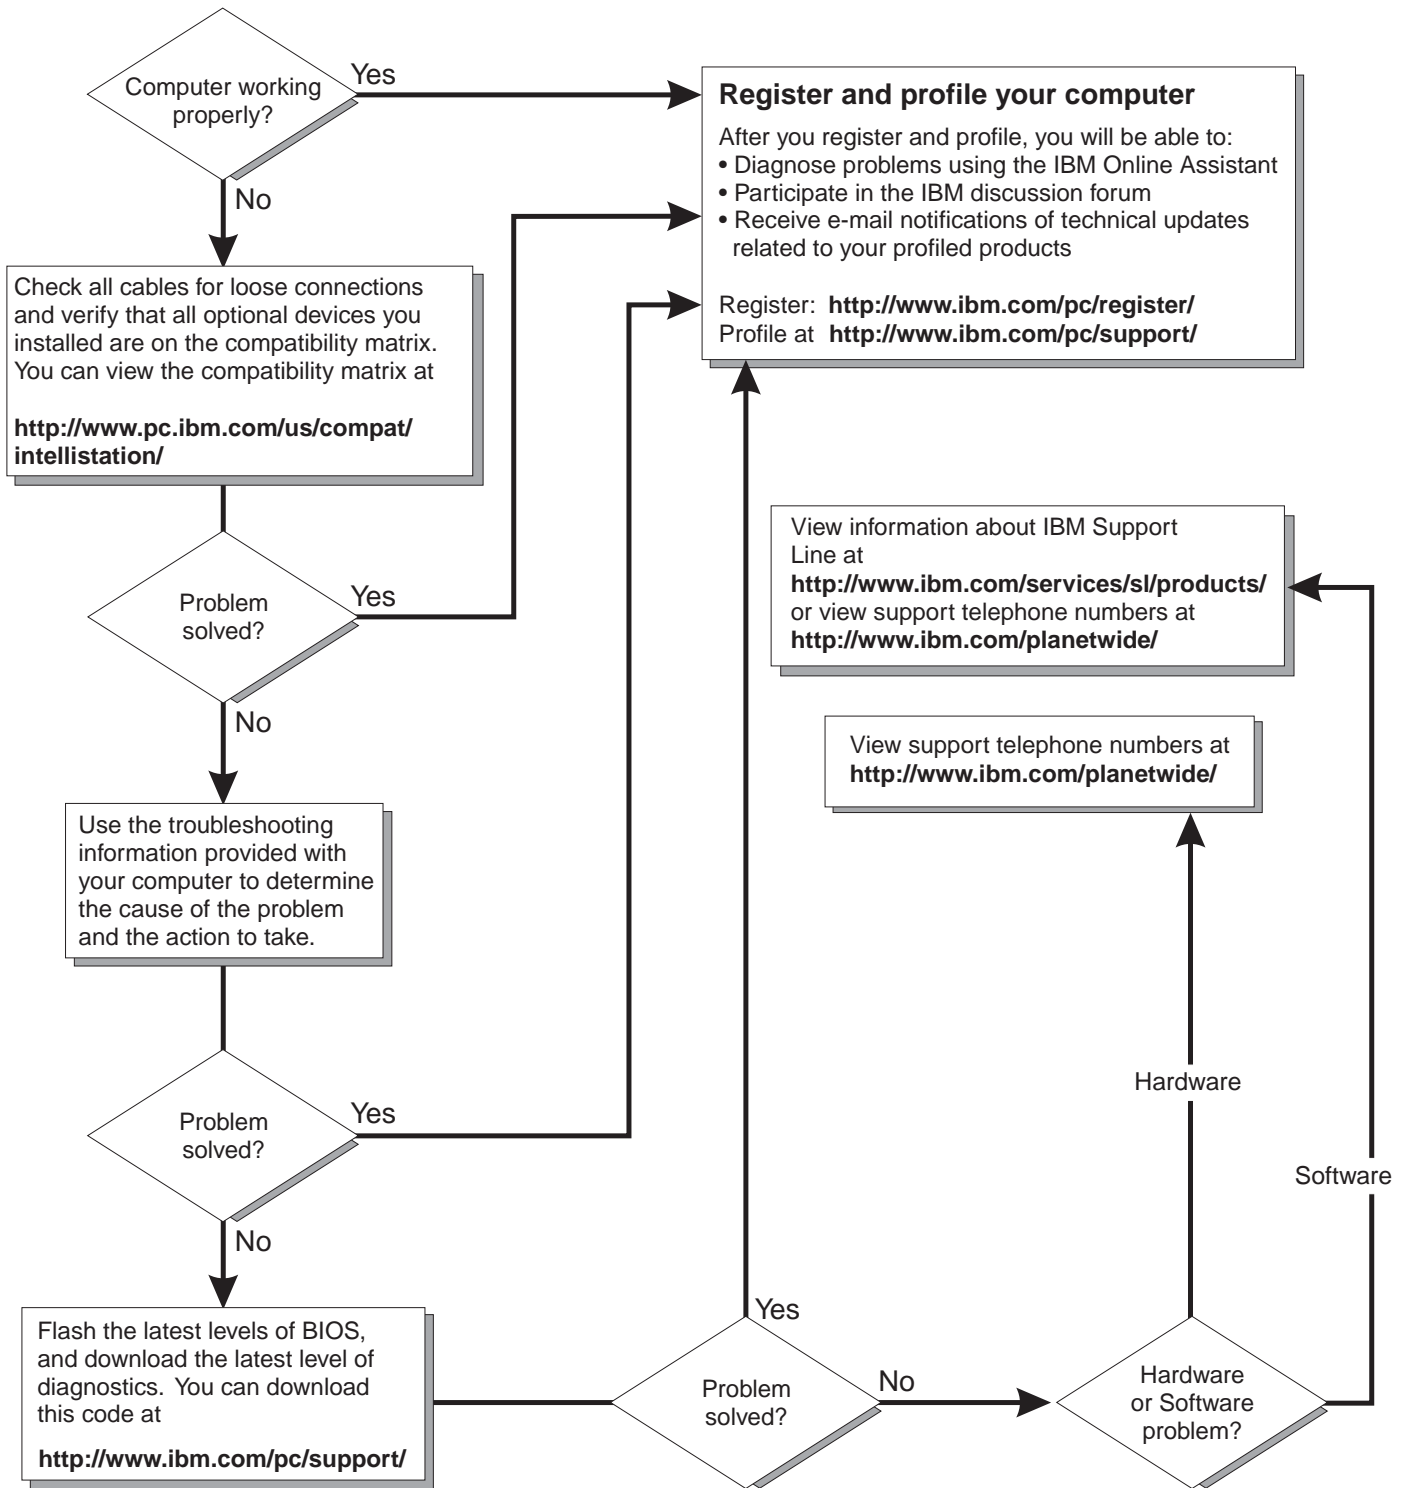 Computer working
properly?
Yes
No
Register and profile your computer
After you register and profile, you will be able to:
• Diagnose problems using the IBM Online Assistant
• Participate in the IBM discussion forum
• Receive e-mail notifications of technical updates
related to your profiled products
Register: http://www.ibm.com/pc/register/
Profile at http://www.ibm.com/pc/support/
Check all cables for loose connections
and verify that all optional devices you
installed are on the compatibility matrix.
You can view the compatibility matrix at
http://www.pc.ibm.com/us/compat/
intellistation/
Problem
solved?
Yes
No
View information about IBM Support
Line at
http://www.ibm.com/services/sl/products/
or view support telephone numbers at
http://www.ibm.com/planetwide/
View support telephone numbers at
http://www.ibm.com/planetwide/
Use the troubleshooting
information provided with
your computer to determine
the cause of the problem
and the action to take.
Problem
solved?
Yes
No
Hardware
Software
Flash the latest levels of BIOS,
and download the latest level of
diagnostics. You can download
this code at
http://www.ibm.com/pc/support/
Problem
solved?
Yes
No
Hardware
or Software
problem?